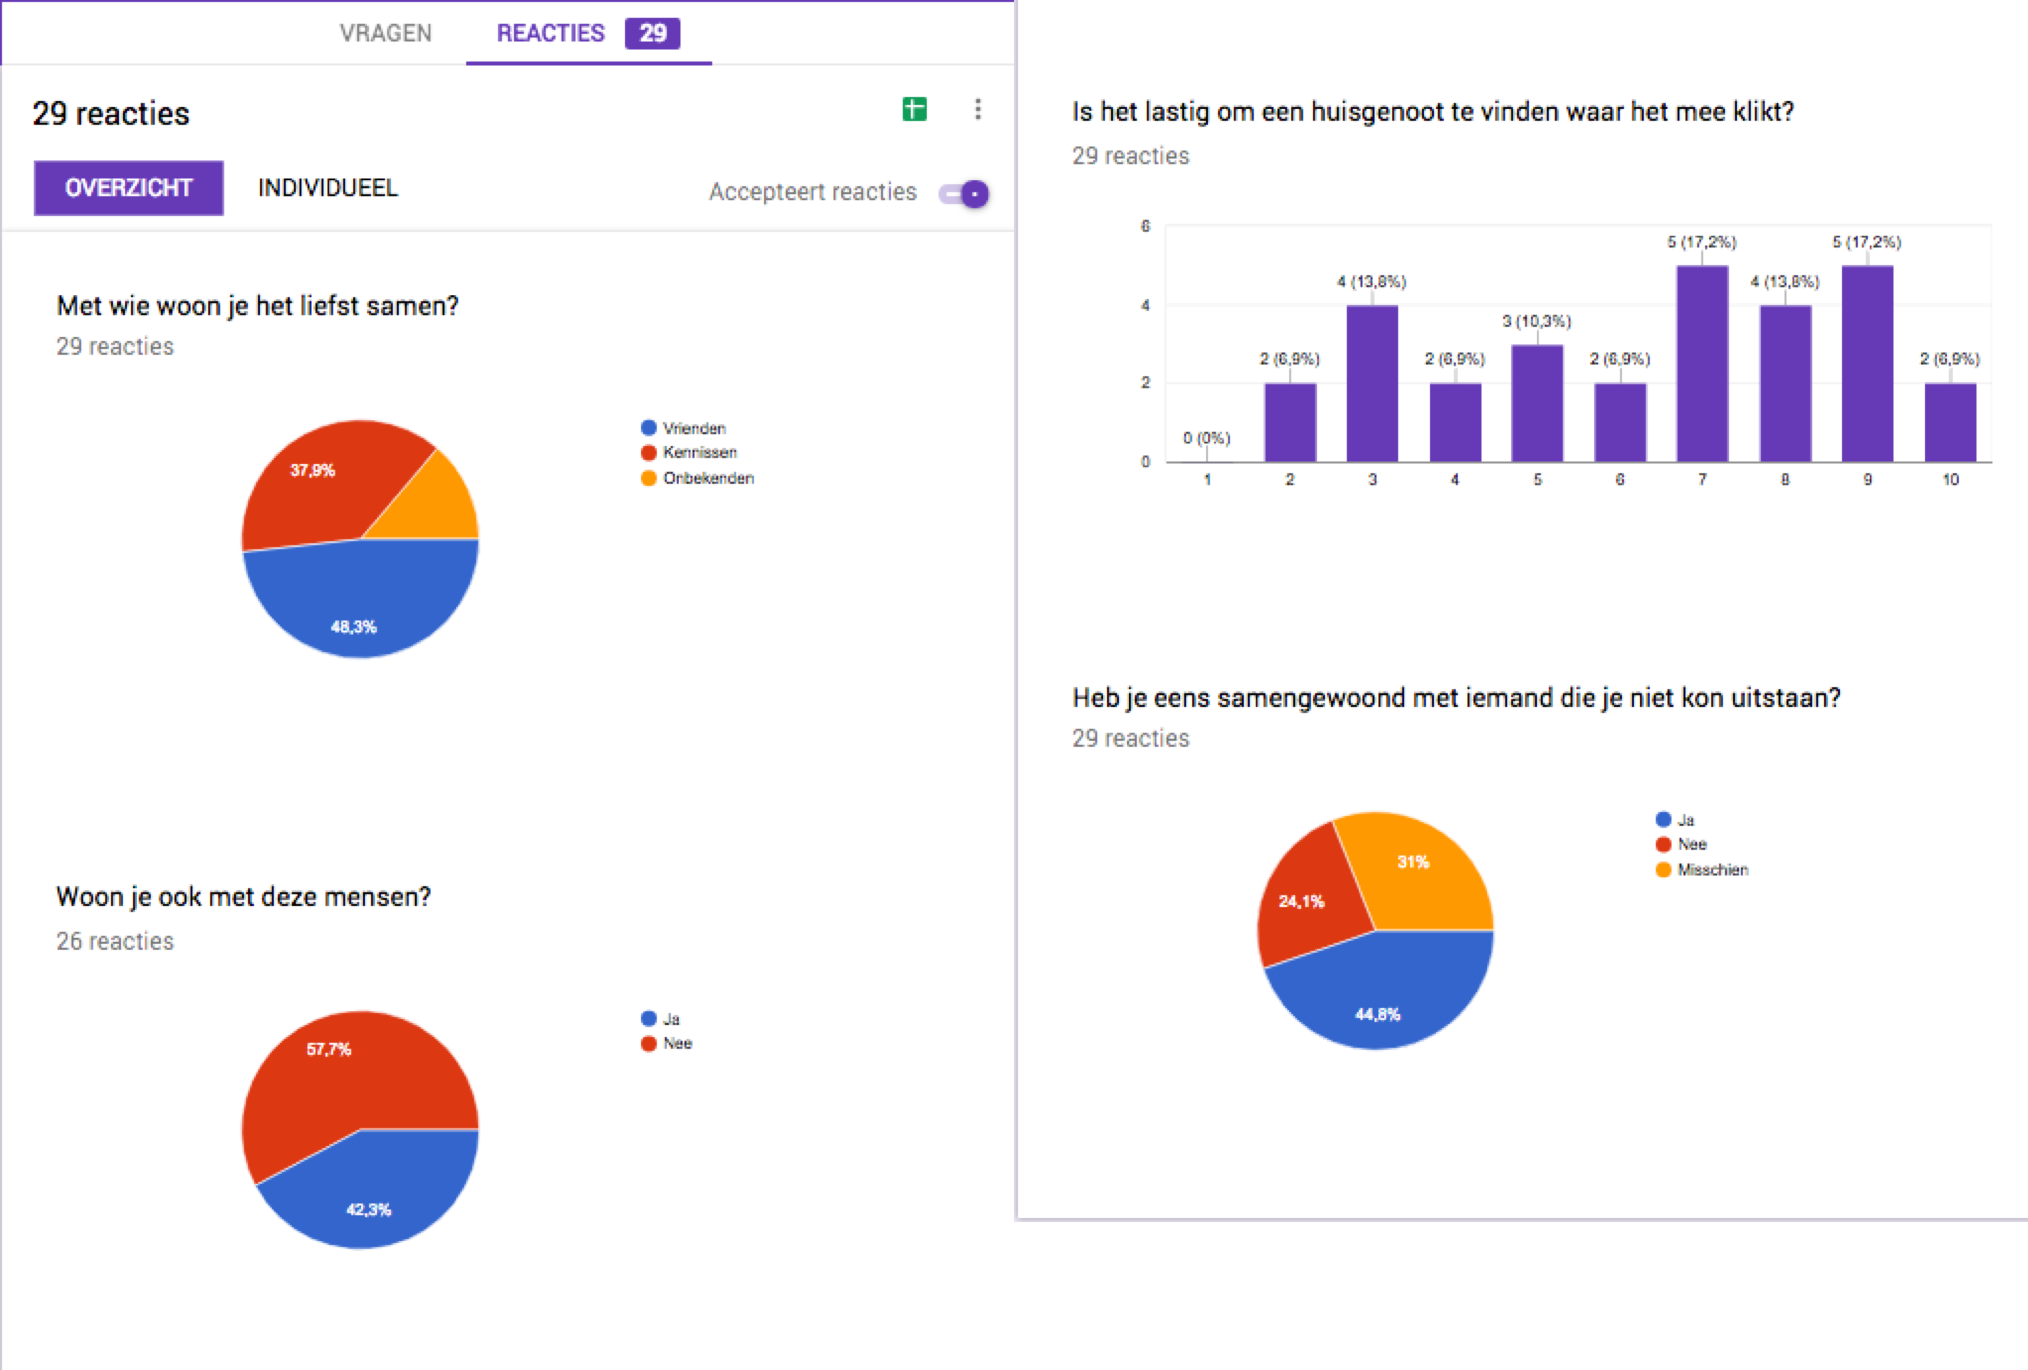 VRAGEN
REACTIES 29
29 reacties
OVERZICHT
INDIVIDUEEL
Accepteert reacties
Met wie woon je het liefst samen?
29 reacties
37,9%
48,3%
Vrienden
Kennissen
Onbekenden
Woon je ook met deze mensen?
26 reacties
57,7%
42,3%
Ja
Nee
Is het lastig om een huisgenoot te vinden waar het mee klikt?
29 reacties
6
4
2
0
0 (0%)
2 (6,9%)
4 (13,8%)
2 (6,9%)
3 (10,3%)
2 (6,9%)
5 (17,2%)
4 (13,8%)
5 (17,2%)
2 (6,9%)
1 2 3 4 5 6 7 8 9 10
Heb je eens samengewoond met iemand die je niet kon uitstaan?
29 reacties
31%
24,1%
44,8%
Ja
Nee
Misschien